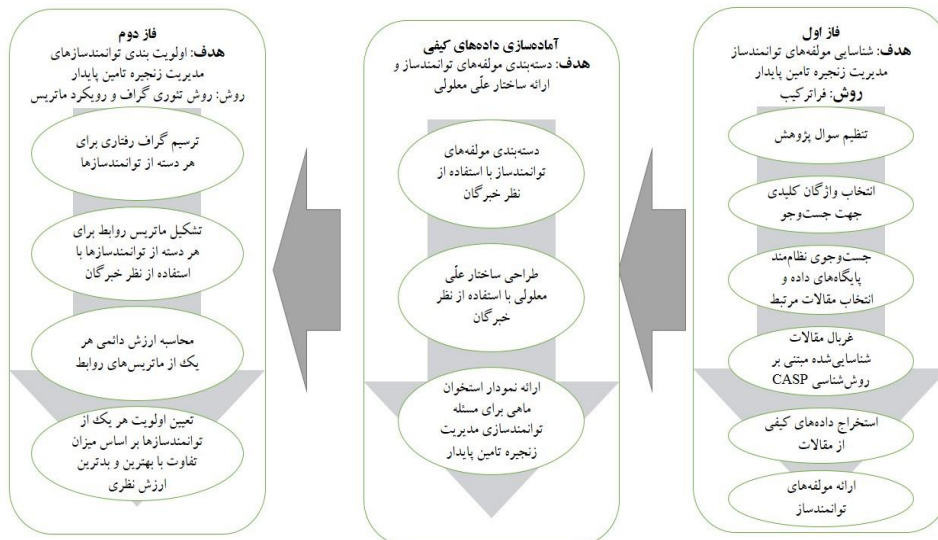 فاز اول
هدف: شناسایی مولفه‌های توانمندساز
مدیریت زنجیره تامین پایدار
روش: فراترکیب
تنظیم سوال پژوهش
انتخاب واژگان کلیدی
جهت جست‌وجو
جست‌وجوی نظام‌مند
پایگاه‌های داده و
انتخاب مقالات مرتبط
غربال مقالات
شناسایی‌شده مبتنی بر
روش‌شناسی CASP
استخراج داده‌های کیفی
از مقالات
ارائه مولفه‌های
توانمندساز
آماده‌سازی داده‌های کیفی
هدف: دسته‌بندی مولفه‌های توانمندساز و
ارائه ساختار علّی معلولی
دسته‌بندی مولفه‌های
توانمندساز با استفاده از
نظر خبرگان
طراحی ساختار علّی
معلولی با استفاده از نظر
خبرگان
ارائه نمودار استخوان
ماهی برای مسئله
توانمندسازی مدیریت
زنجیره تامین پایدار
فاز دوم
هدف: اولویت بندی توانمندسازهای
مدیریت زنجیره تامین پایدار
روش: روش تئوری گراف و رویکرد ماتریس
ترسیم گراف رفتاری برای
هر دسته از توانمندسازها
تشکیل ماتریس روابط برای
هر دسته از توانمندسازها با
استفاده از نظر خبرگان
محاسبه ارزش دائمی هر
یک از ماتریس‌های روابط
تعیین اولویت هر یک از
توانمندسازها بر اساس میزان
تفاوت با بهترین و بدترین
ارزش نظری